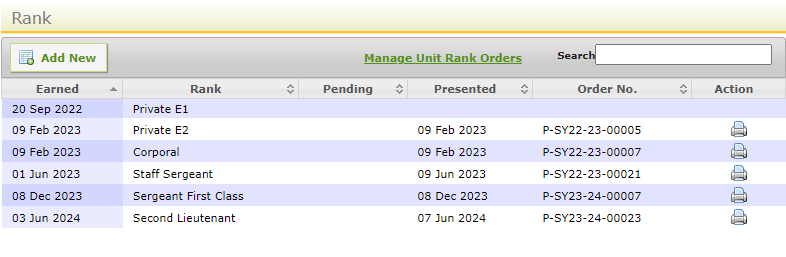 Rank
Add New Manage Unit Rank Orders Search
Earned Rank Pending Presented Order No. Action
20 Sep 2022 Private E1
09 Feb 2023 Private E2 09 Feb 2023 P-SY22-23-00005
09 Feb 2023 Corporal 09 Feb 2023 P-SY22-23-00007
01 Jun 2023 Staff Sergeant 09 Jun 2023 P-SY22-23-00021
08 Dec 2023 Sergeant First Class 08 Dec 2023 P-SY23-24-00009
03 Jun 2024 Second Lieutenant 07 Jun 2024 P-SY23-24-00023